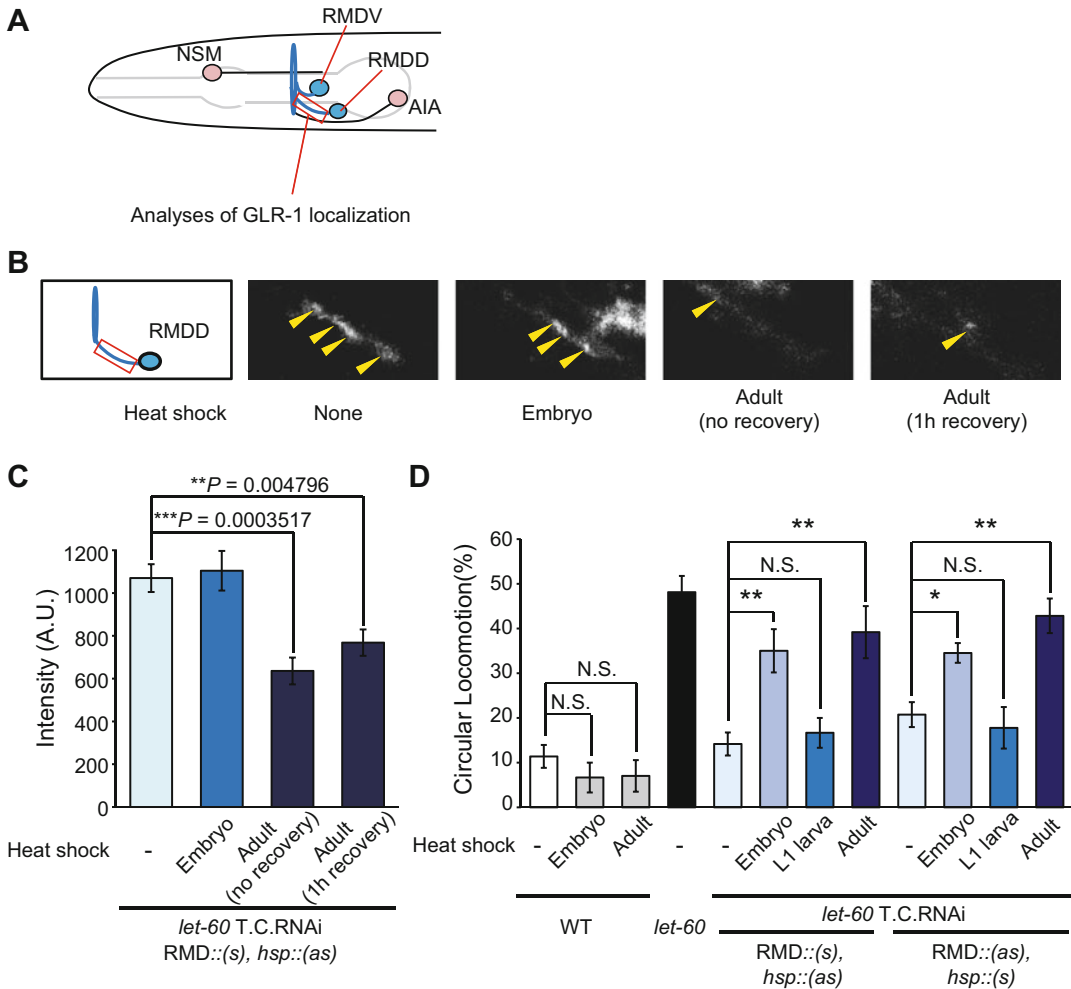 A
RMDV
NSM
RMDD
AIA
Analyses of GLR-1 localization
B
RMDD
Heat shock
None
Embryo
Adult
(no recovery)
Adult
(1h recovery)
C
**P = 0.004796
***P = 0.0003517
Intensity (A.U.)
1200
1000
800
600
400
200
0
Heat shock
-
Embryo
Adult
(no recovery)
Adult
(1h recovery)
let-60 T.C.RNAi
RMD::(s), hsp::(as)
D
Circular Locomotion(%)
60
50
40
30
20
10
0
N.S.
N.S.
**
N.S.
**
**
N.S.
*
Heat shock
-
Embryo
Adult
-
-
Embryo
L1 larva
Adult
-
Embryo
L1 larva
Adult
WT
let-60
let-60 T.C.RNAi
RMD::(s),
hsp::(as)
RMD::(as),
hsp::(s)